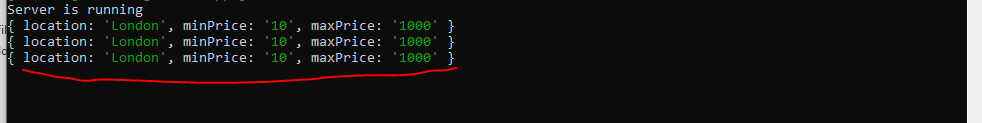 Server is running
{ location: 'London', minPrice: '10', maxPrice: '1000' }
{ location: 'London', minPrice: '10', maxPrice: '1000' }
{ location: 'London', minPrice: '10', maxPrice: '1000' }